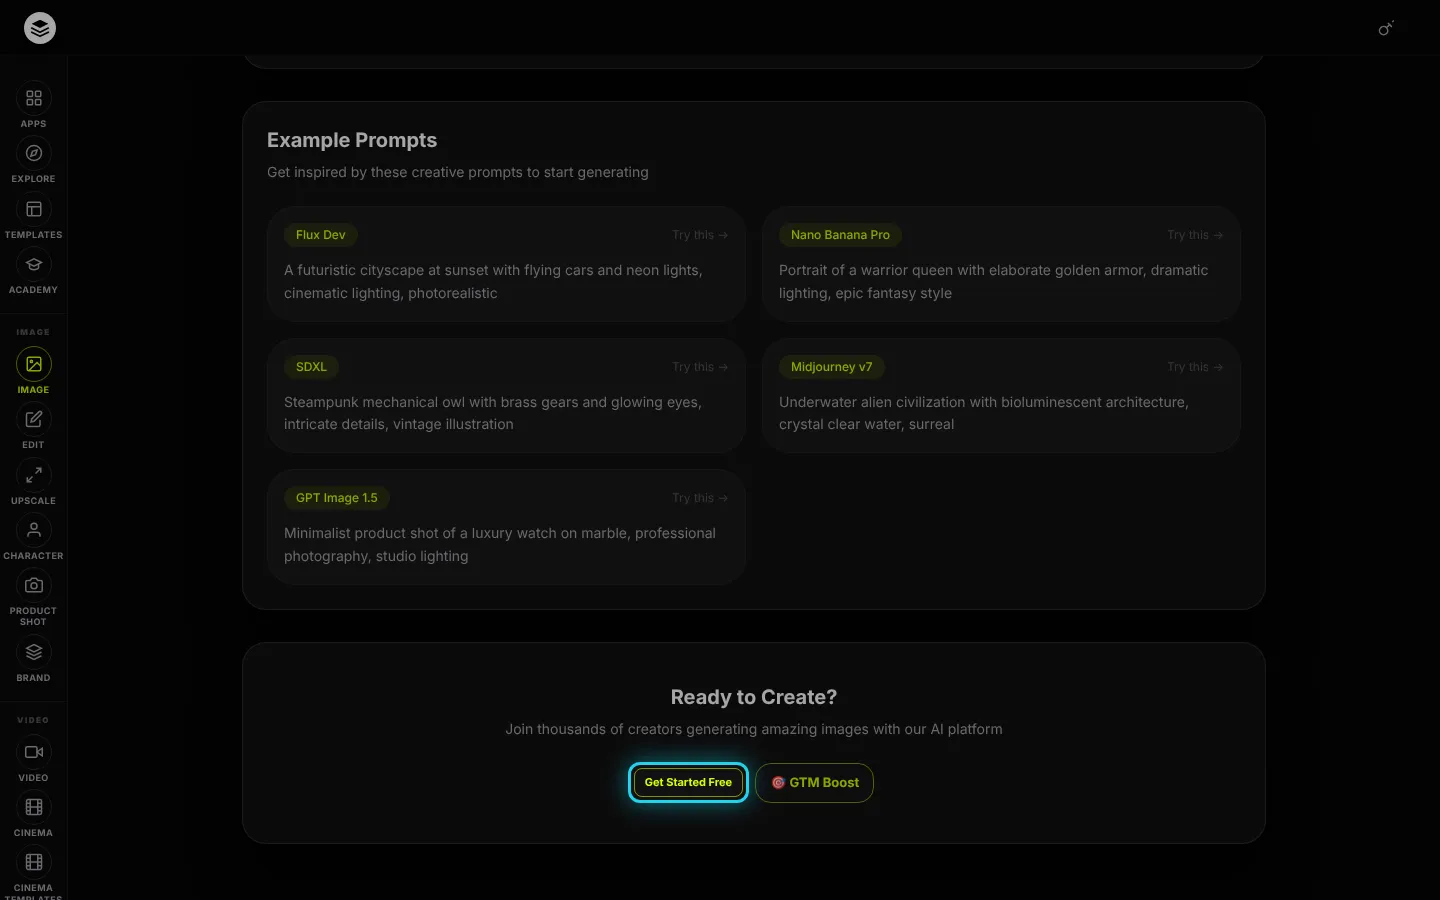 APPS
EXPLORE
TEMPLATES
ACADEMY
IMAGE
IMAGE
EDIT
UPSCALE
CHARACTER
PRODUCT
SHOT
BRAND
VIDEO
VIDEO
CINEMA
CINEMA
TEMPLATES
Example Prompts
Get inspired by these creative prompts to start generating
Flux Dev
Try this →
A futuristic cityscape at sunset with flying cars and neon lights,
cinematic lighting, photorealistic
Nano Banana Pro
Try this →
Portrait of a warrior queen with elaborate golden armor, dramatic
lighting, epic fantasy style
SDXL
Try this →
Steampunk mechanical owl with brass gears and glowing eyes,
intricate details, vintage illustration
Midjourney v7
Try this →
Underwater alien civilization with bioluminescent architecture,
crystal clear water, surreal
GPT Image 1.5
Try this →
Minimalist product shot of a luxury watch on marble, professional
photography, studio lighting
Ready to Create?
Join thousands of creators generating amazing images with our AI platform
Get Started Free
🎯 GTM Boost